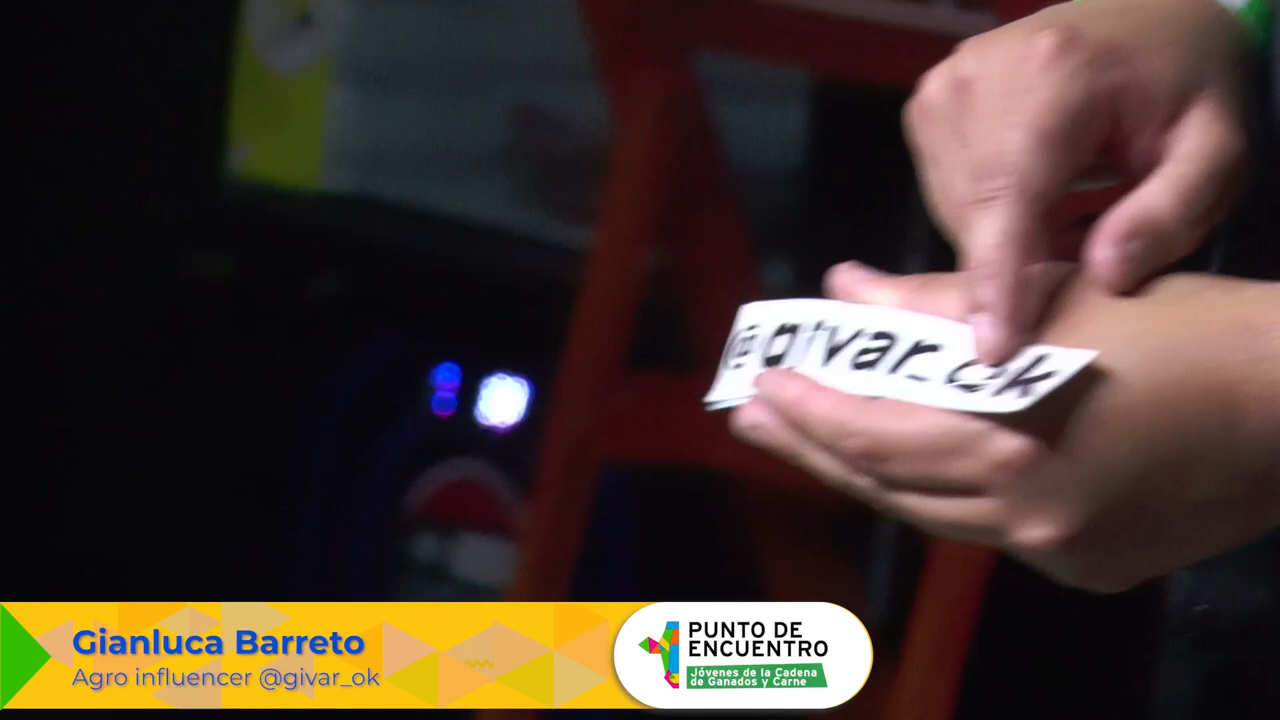 @givar_ok
Gianluca Barreto
Agro influencer @givar_ok
PUNTO DE
ENCUENTRO
Jóvenes de la Cadena
de Ganados y Carne